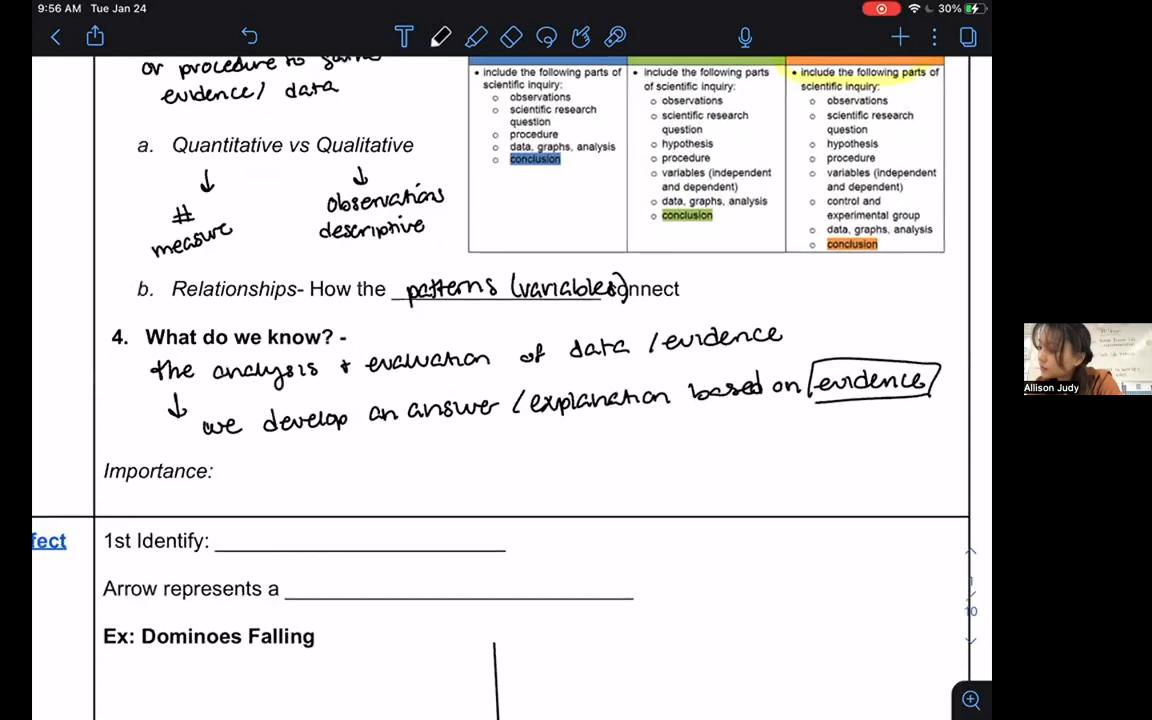 9:56 AM Tue Jan 24
30%
or procedure to
evidence/ data
a. Quantitative vs Qualitative
↓ ↓
# observations
measure descriptive
• include the following parts of
scientific inquiry:
o observations
o scientific research
question
o procedure
o data, graphs, analysis
o conclusion
• include the following parts
of scientific inquiry:
o observations
o scientific research
question
o hypothesis
o procedure
o variables (independent
and dependent)
o data, graphs, analysis
o conclusion
• include the following parts of
scientific inquiry:
o observations
o scientific research
question
o hypothesis
o procedure
o variables (independent
and dependent)
o control and
experimental group
o data, graphs, analysis
o conclusion
b. Relationships- How the patterns (variables) connect
4. What do we know? -
the analysis + evaluation of data / evidence
↓ we develop an answer / explanation based on evidence
Importance:
fect
1st Identify:
Arrow represents a
Ex: Dominoes Falling
10
Allison Judy